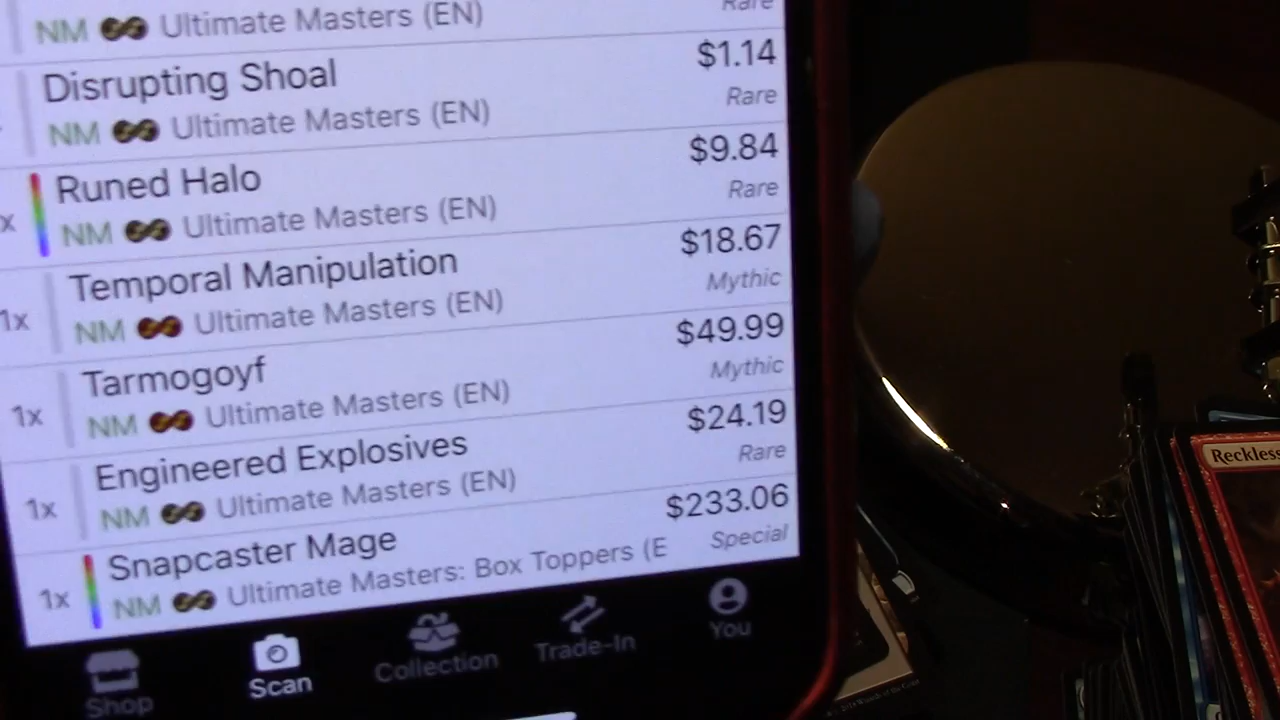 Rare
NM Ultimate Masters (EN)
Disrupting Shoal $1.14
NM Ultimate Masters (EN) Rare
Runed Halo $9.84
x NM Ultimate Masters (EN) Rare
Temporal Manipulation $18.67
1x NM Ultimate Masters (EN) Mythic
Tarmogoyf $49.99
1x NM Ultimate Masters (EN) Mythic
Engineered Explosives $24.19
1x NM Ultimate Masters (EN) Rare
Snapcaster Mage $233.06
1x NM Ultimate Masters: Box Toppers (E Special
Shop Scan Collection Trade-In You
Reckless